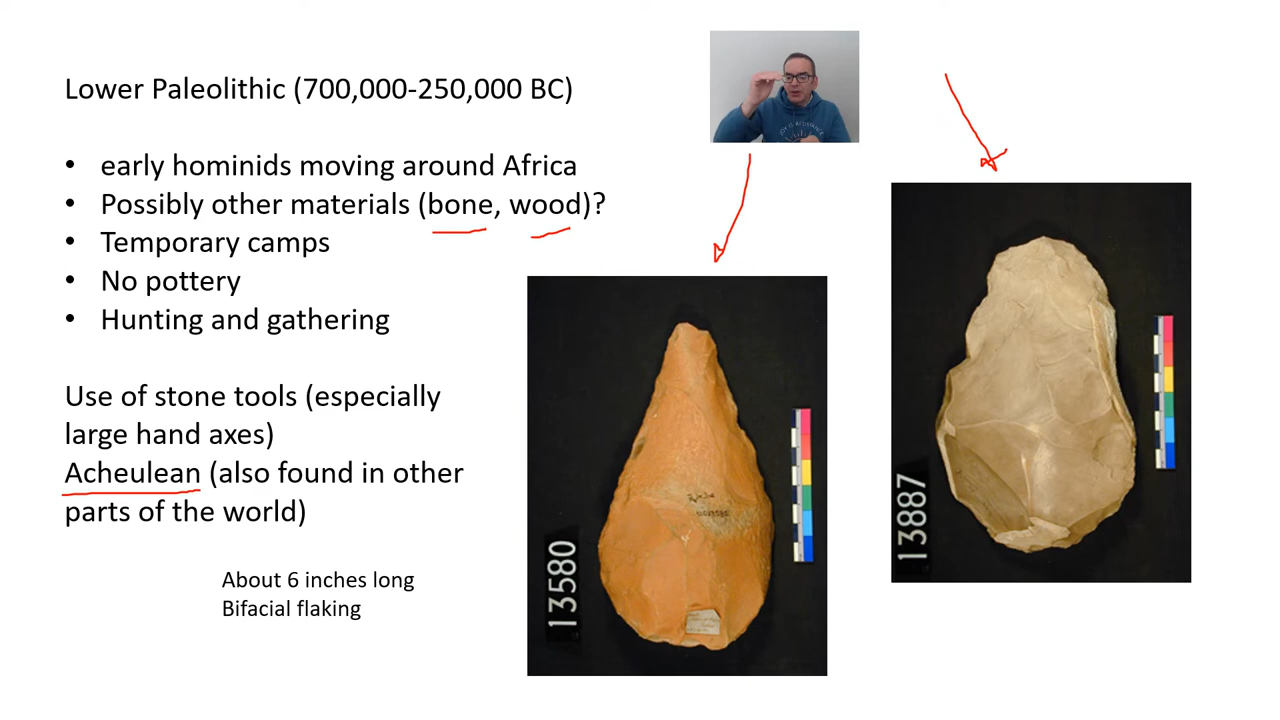 Lower Paleolithic (700,000-250,000 BC)
• early hominids moving around Africa
• Possibly other materials (bone, wood)?
• Temporary camps
• No pottery
• Hunting and gathering
Use of stone tools (especially
large hand axes)
Acheulean (also found in other
parts of the world)
About 6 inches long
Bifacial flaking
13580
13887